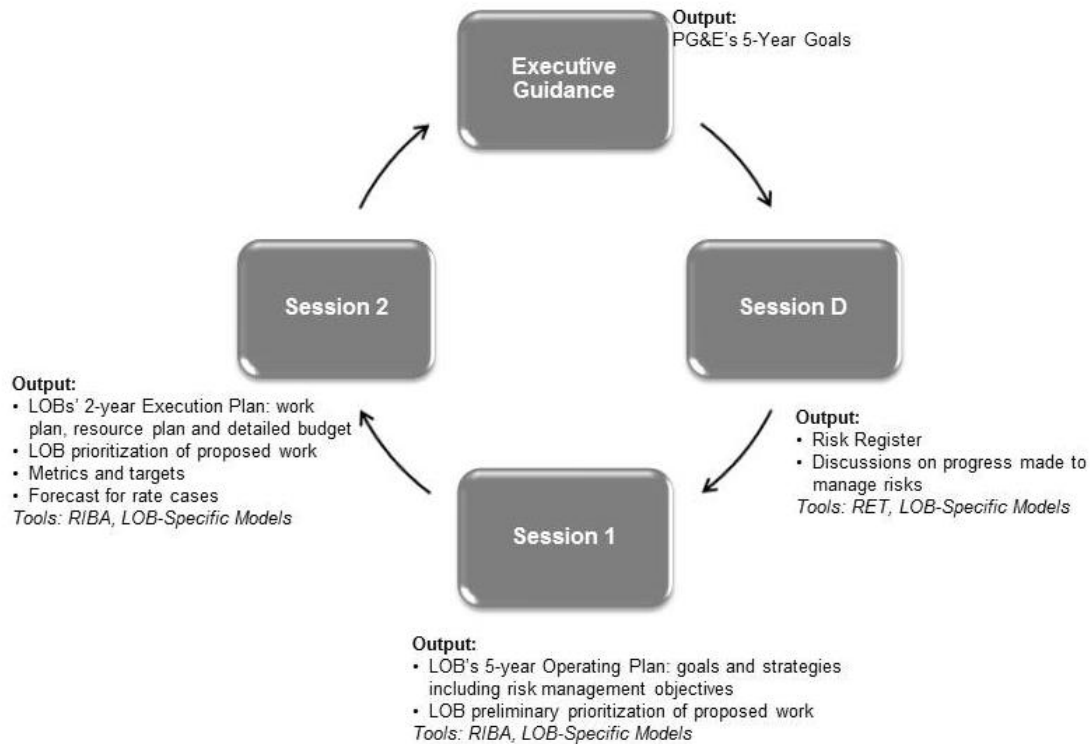 Output:
PG&E's 5-Year Goals
Executive
Guidance
Session 2
Session D
Output:
• LOBs' 2-year Execution Plan: work
plan, resource plan and detailed budget
• LOB prioritization of proposed work
• Metrics and targets
• Forecast for rate cases
Tools: RIBA, LOB-Specific Models
Output:
• Risk Register
• Discussions on progress made to
manage risks
Tools: RET, LOB-Specific Models
Session 1
Output:
• LOB's 5-year Operating Plan: goals and strategies
including risk management objectives
• LOB preliminary prioritization of proposed work
Tools: RIBA, LOB-Specific Models